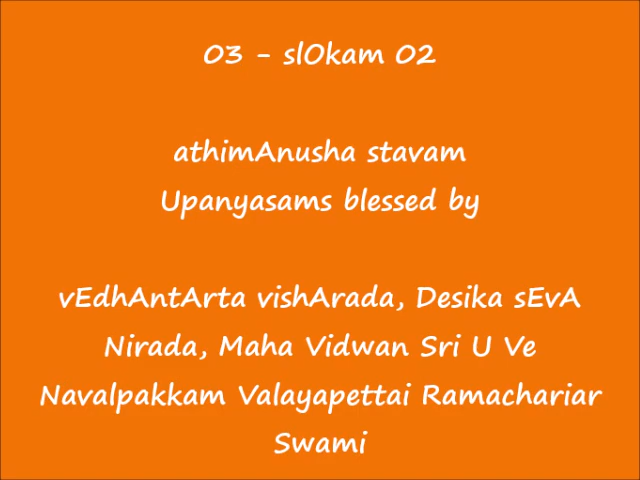 03 - slOkam 02
athimAnusha stavam
Upanyasams blessed by
vEdhAntArta vishArada, Desika sEvA
Nirada, Maha Vidwan Sri U Ve
Navalpakkam Valayapettai Ramachariar
Swami